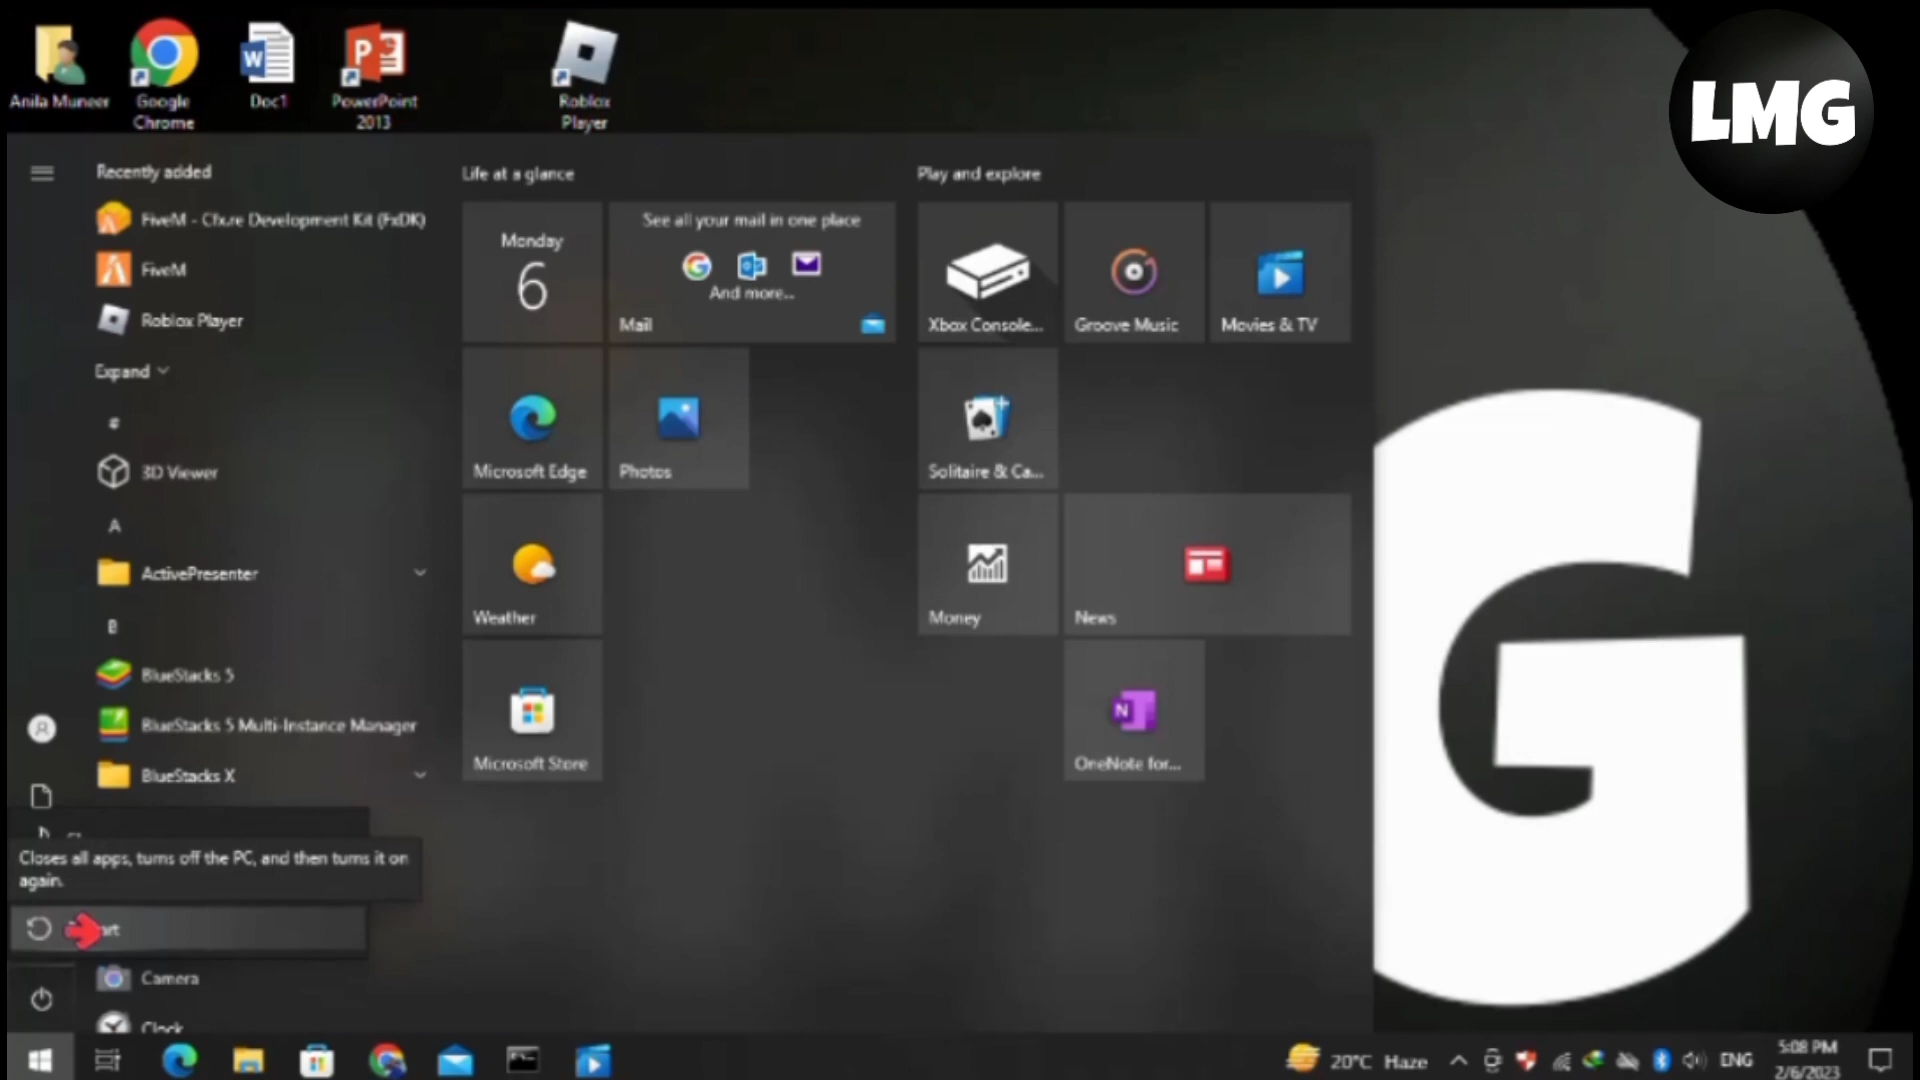 LMG
Anila Muneer
Google
Chrome
Doc1
PowerPoint
2013
Roblox
Player
Recently added
FiveM - Cfx.re Development Kit (FxDK)
FiveM
Roblox Player
Expand
#
3D Viewer
A
ActivePresenter
B
BlueStacks 5
BlueStacks 5 Multi-Instance Manager
BlueStacks X
Closes all apps, turns off the PC, and then turns it on
again.
Camera
Clock
Life at a glance
Monday
6
See all your mail in one place
And more...
Mail
Microsoft Edge
Photos
Weather
Microsoft Store
Play and explore
Xbox Console...
Groove Music
Movies & TV
Solitaire & Ca...
Money
News
N
OneNote for...
G
20°C Haze
ENG
5:08 PM
2/6/2023